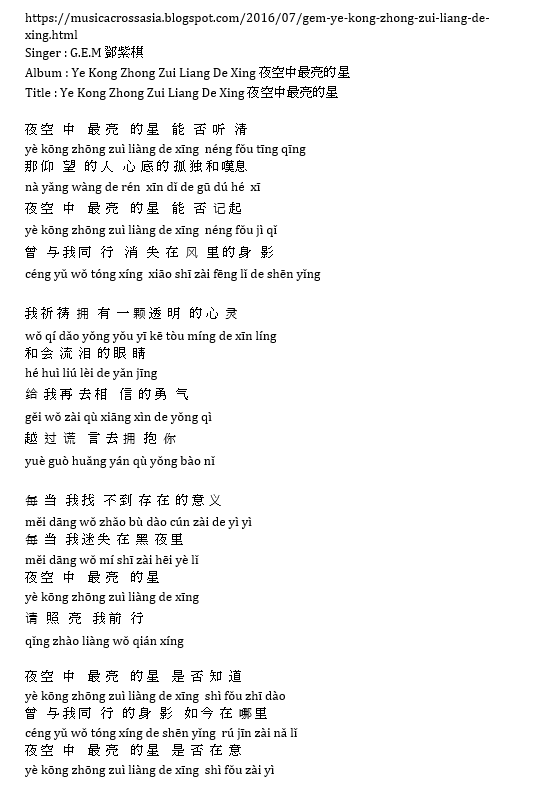 https://musicacrossasia.blogspot.com/2016/07/gem-ye-kong-zhong-zui-liang-de-
xing.html
Singer : G.E.M 鄧紫棋
Album : Ye Kong Zhong Zui Liang De Xing 夜空中最亮的星
Title : Ye Kong Zhong Zui Liang De Xing 夜空中最亮的星
夜空 中 最亮 的星 能 否听 清
yè kōng zhōng zuì liàng de xīng néng fǒu tīng qīng
那仰 望 的人 心 底的孤独和嘆息
nà yǎng wàng de rén xīn dǐ de gū dú hé xī
夜空 中 最亮 的星 能 否记起
yè kōng zhōng zuì liàng de xīng néng fǒu jì qǐ
曾 与我同 行 消失在 风 里的身 影
céng yǔ wǒ tóng xíng xiāo shī zài fēng lǐ de shēn yǐng
我祈祷 拥 有 一颗透明 的心 灵
wǒ qí dǎo yǒng yǒu yī kē tòu míng de xīn líng
和会 流 泪 的眼 睛
hé huì liú lèi de yǎn jīng
给 我再 去相 信 的勇 气
gěi wǒ zài qù xiāng xìn de yǒng qì
越 过 谎 言去拥 抱 你
yuè guò huǎng yán qù yǒng bào nǐ
每 当 我找 不到 存在 的意义
měi dāng wǒ zhǎo bù dào cún zài de yì yì
每 当 我迷失 在 黑 夜里
měi dāng wǒ mí shī zài hēi yè lǐ
夜空 中 最亮 的星
yè kōng zhōng zuì liàng de xīng
请 照 亮 我前 行
qǐng zhào liàng wǒ qián xíng
夜空 中 最亮 的星 是 否知 道
yè kōng zhōng zuì liàng de xīng shì fǒu zhī dào
曾 与我同 行 的身 影 如今 在 哪里
céng yǔ wǒ tóng xíng de shēn yǐng rú jīn zài nǎ lǐ
夜空 中 最亮 的星 是 否在 意
yè kōng zhōng zuì liàng de xīng shì fǒu zài yì